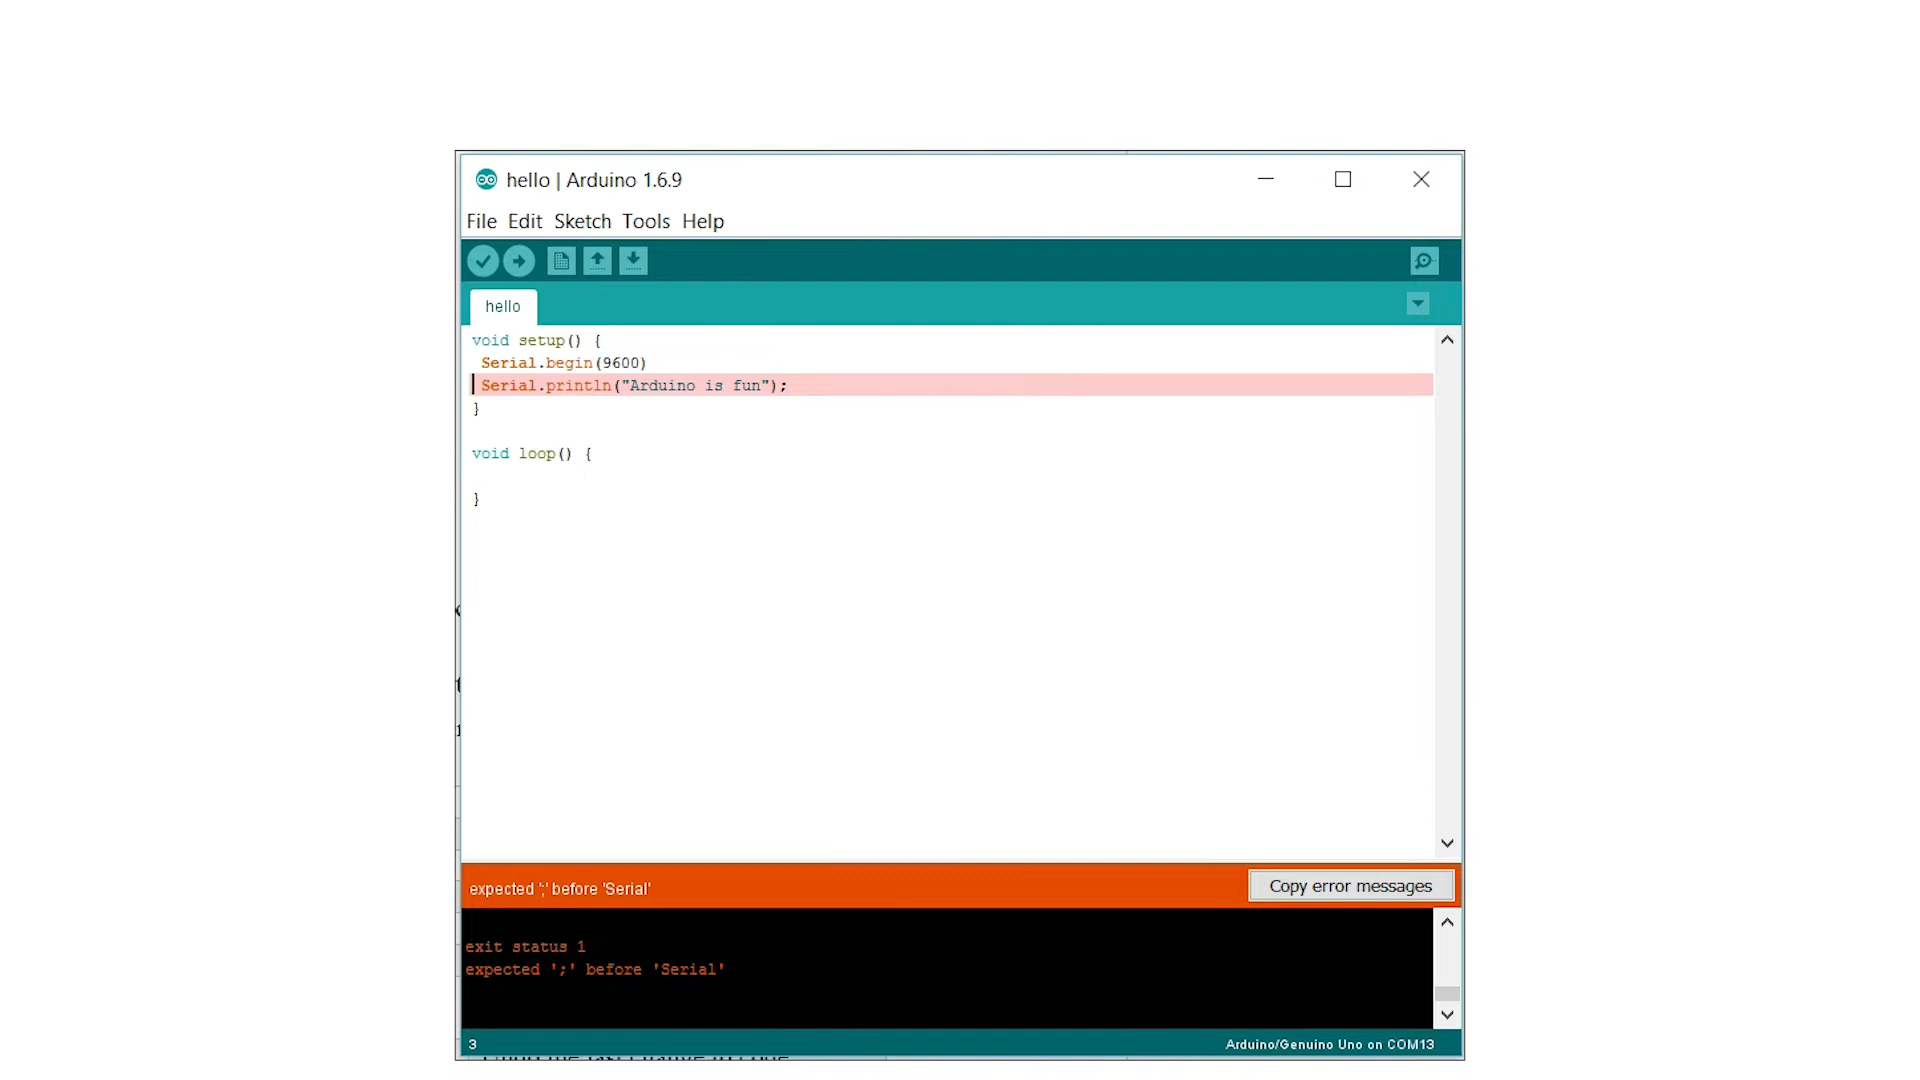 hello | Arduino 1.6.9
File Edit Sketch Tools Help
hello
void setup() {
Serial.begin(9600)
Serial.println("Arduino is fun");
}
void loop() {
}
expected ';' before 'Serial'
Copy error messages
exit status 1
expected ';' before 'Serial'
3
Arduino/Genuino Uno on COM13